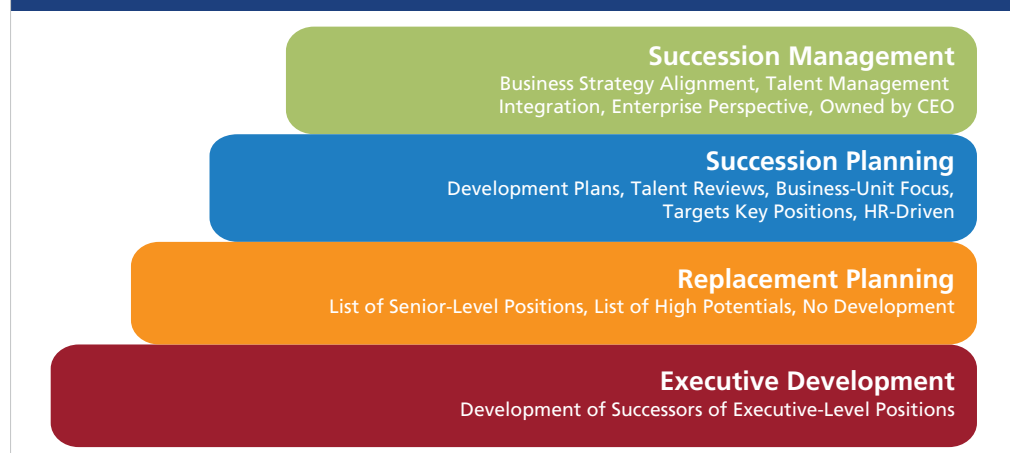 Succession Management
Business Strategy Alignment, Talent Management
Integration, Enterprise Perspective, Owned by CEO
Succession Planning
Development Plans, Talent Reviews, Business-Unit Focus,
Targets Key Positions, HR-Driven
Replacement Planning
List of Senior-Level Positions, List of High Potentials, No Development
Executive Development
Development of Successors of Executive-Level Positions